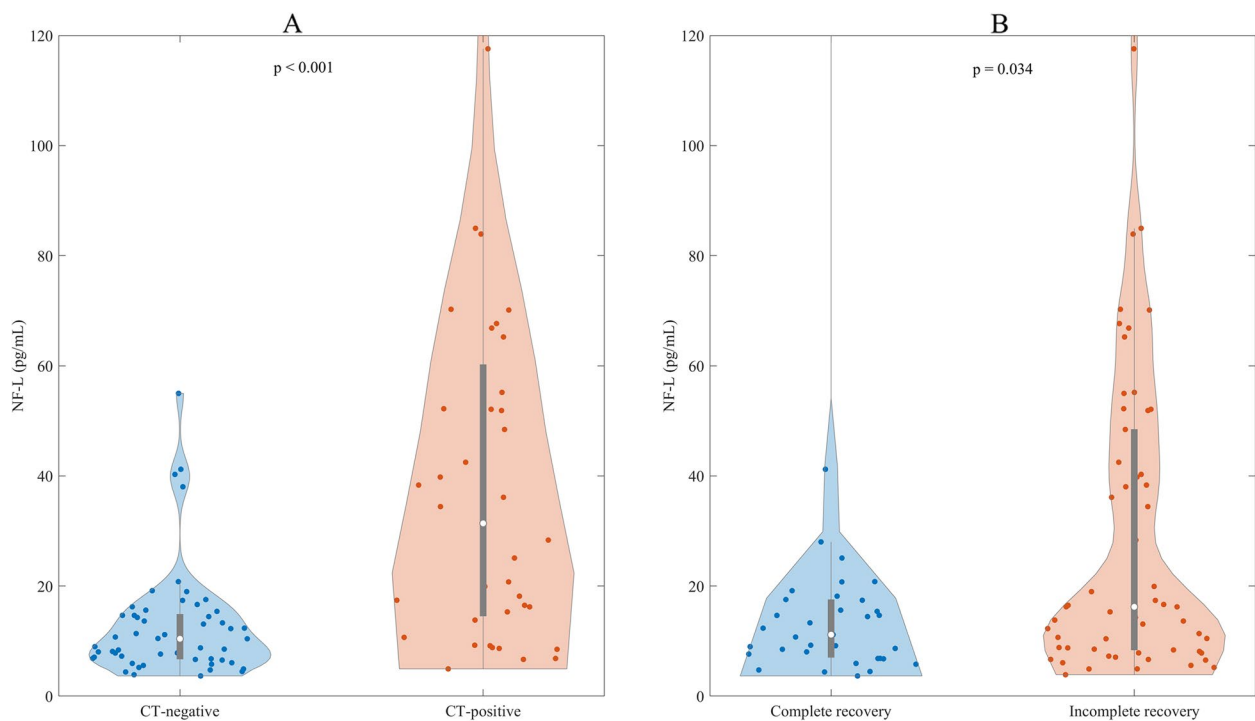 A
p < 0.001
NF-L (pg/mL)
120
100
80
60
40
20
0
CT-negative
CT-positive
B
p = 0.034
NF-L (pg/mL)
120
100
80
60
40
20
0
Complete recovery
Incomplete recovery